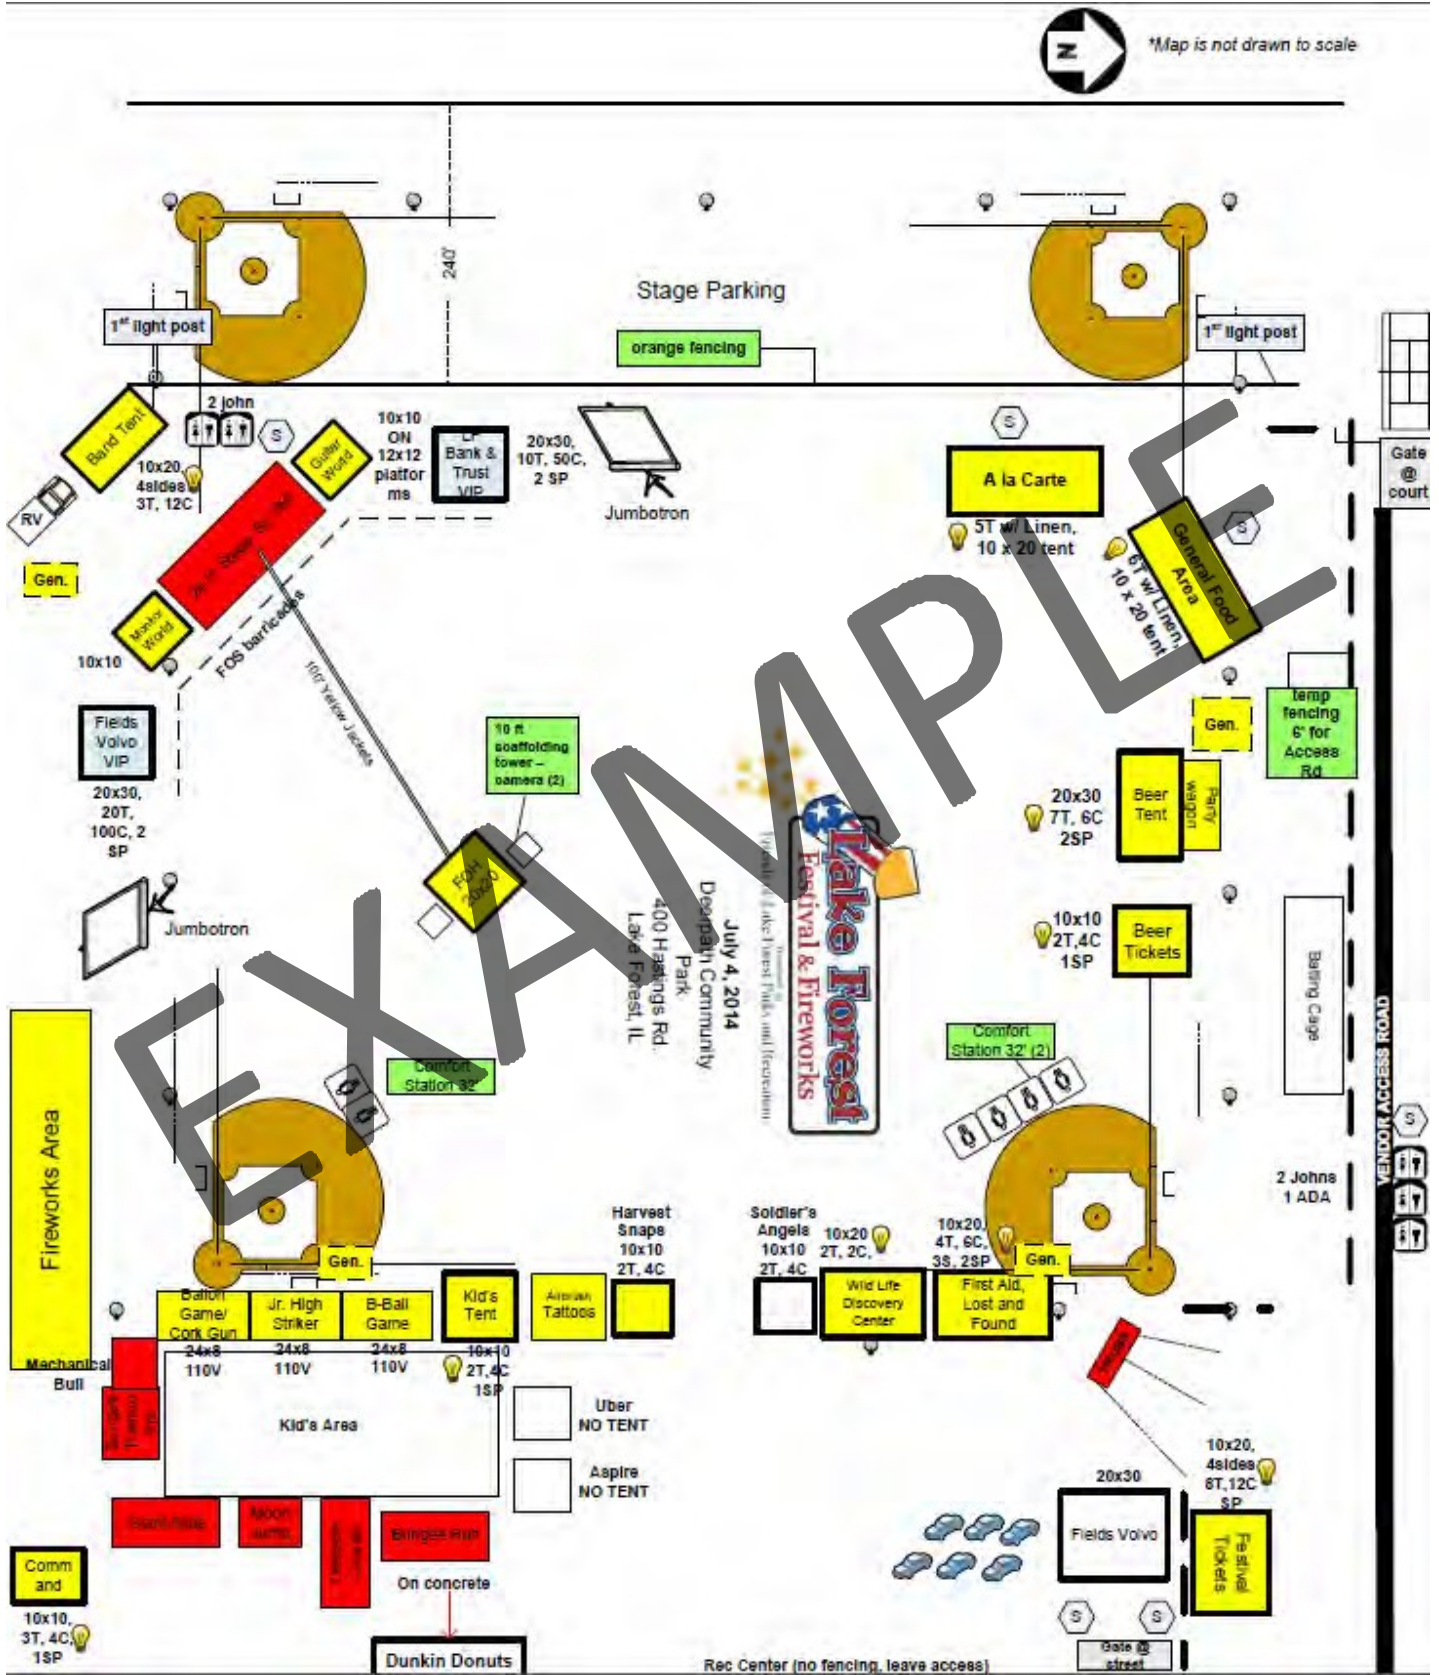 N
*Map is not drawn to scale
240'
Stage Parking
1st light post
orange fencing
1st light post
2 john
Band Tent
S
Guitar
World
10x10
ON
12x12
platfor
ms
Bank &
Trust
VIP
20x30,
10T, 50C,
2 SP
Jumbotron
S
A la Carte
5T w/ Linen,
10 x 20 tent
General Food
Area
6T w/ Linen,
10 x 20 tent
S
Gate
@
court
10x20,
4sides
3T, 12C
RV
Gen.
Monitor
World
10x10
FOS barricades
100' Yellow Jackets
Fields
Volvo
VIP
20x30,
20T,
100C, 2
SP
10 ft
scaffolding
tower –
camera (2)
FOH
20x20
Jumbotron
temp
fencing
6' for
Access
Rd
Gen.
20x30
7T, 6C
2SP
Beer
Tent
Party
wagon
10x10
2T,4C
1SP
Beer
Tickets
Batting Cage
VENDOR ACCESS ROAD
Lake Forest
Festival & Fireworks
Lake Forest Parks and Recreation
July 4, 2014
Deerpath Community
Park
400 Hastings Rd.
Lake Forest, IL
EXAMPLE
Fireworks Area
Comfort
Station 32'
Comfort
Station 32' (2)
S
2 Johns
1 ADA
Harvest
Snaps
10x10
2T, 4C
Soldier's
Angels
10x10
2T, 4C
10x20
2T, 2C,
10x20,
4T, 6C,
3S, 2SP
Gen.
Gen.
Game/
Cork Gun
24x8
110V
Jr. High
Striker
24x8
110V
B-Ball
Game
24x8
110V
Kid's
Tent
10x10
2T,4C
1SP
Tattoos
Wild Life
Discovery
Center
First Aid,
Lost and
Found
Mechanical
Bull
Kid's Area
Uber
NO TENT
Aspire
NO TENT
Moon
Jump
Bungee Run
On concrete
Dunkin Donuts
Comm
and
10x10,
3T, 4C,
1SP
20x30
Fields Volvo
10x20,
4sides
8T,12C
SP
Festival
Tickets
S
S
Gate @
street
Rec Center (no fencing, leave access)